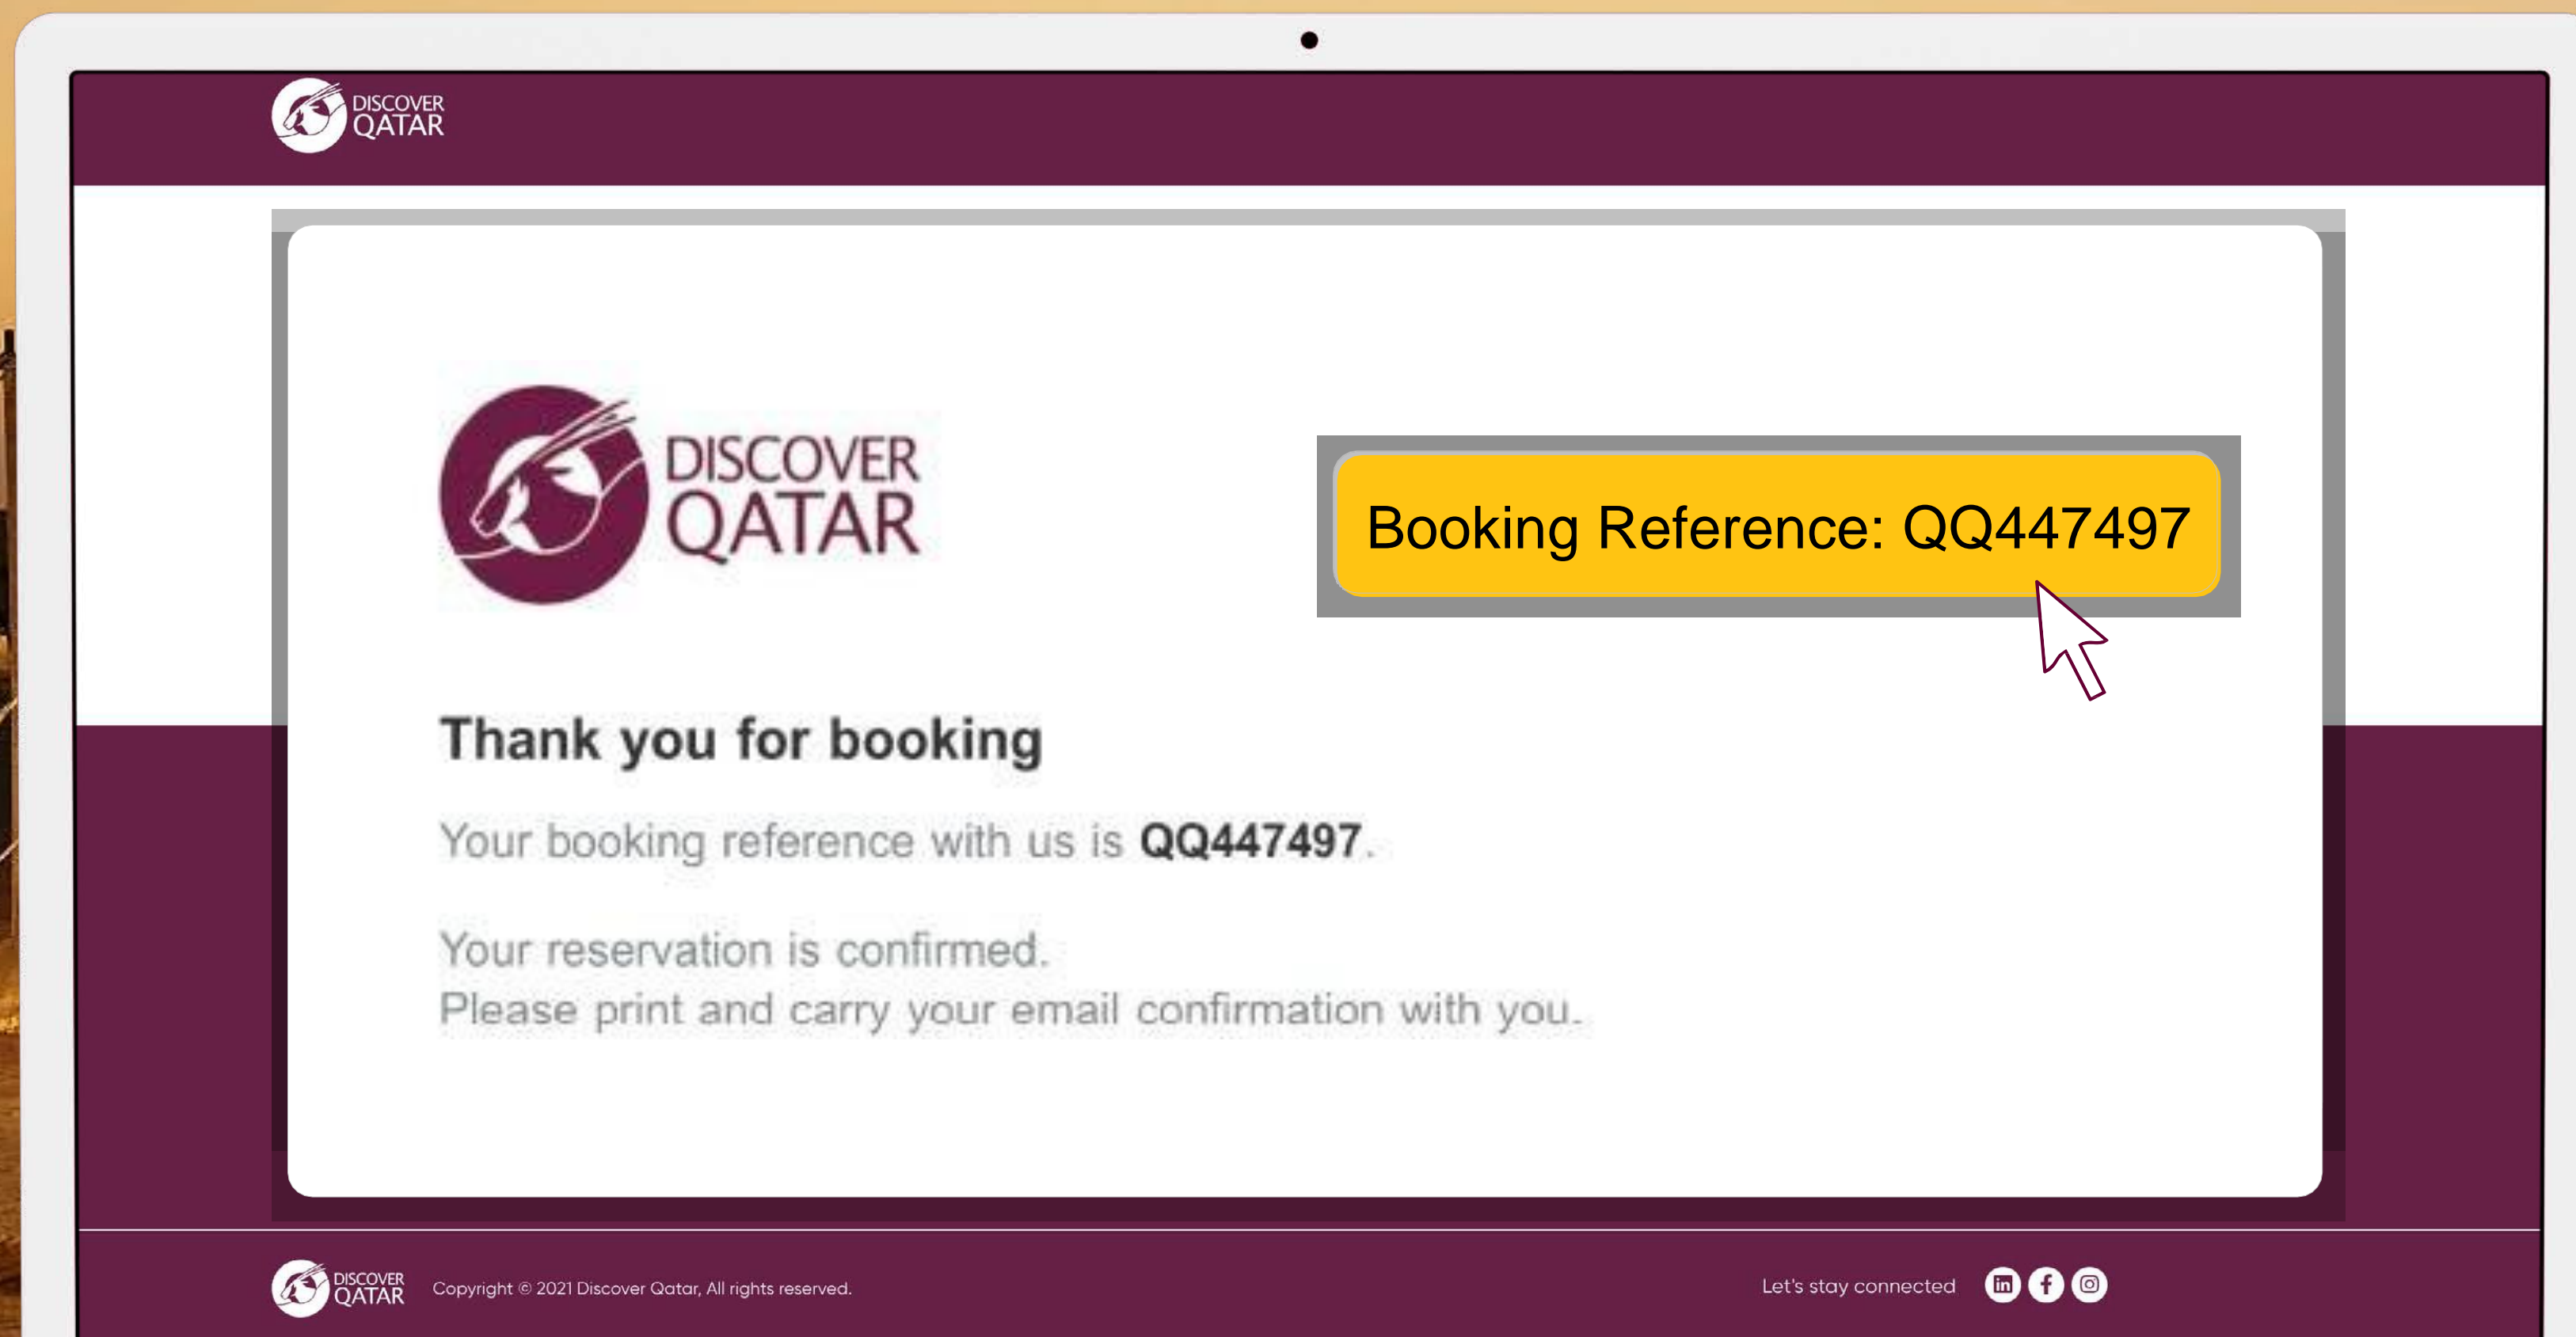 DISCOVER
QATAR
DISCOVER
QATAR
Booking Reference: QQ447497
Thank you for booking
Your booking reference with us is QQ447497.
Your reservation is confirmed.
Please print and carry your email confirmation with you.
DISCOVER
QATAR
Copyright © 2021 Discover Qatar, All rights reserved.
Let's stay connected
in
f